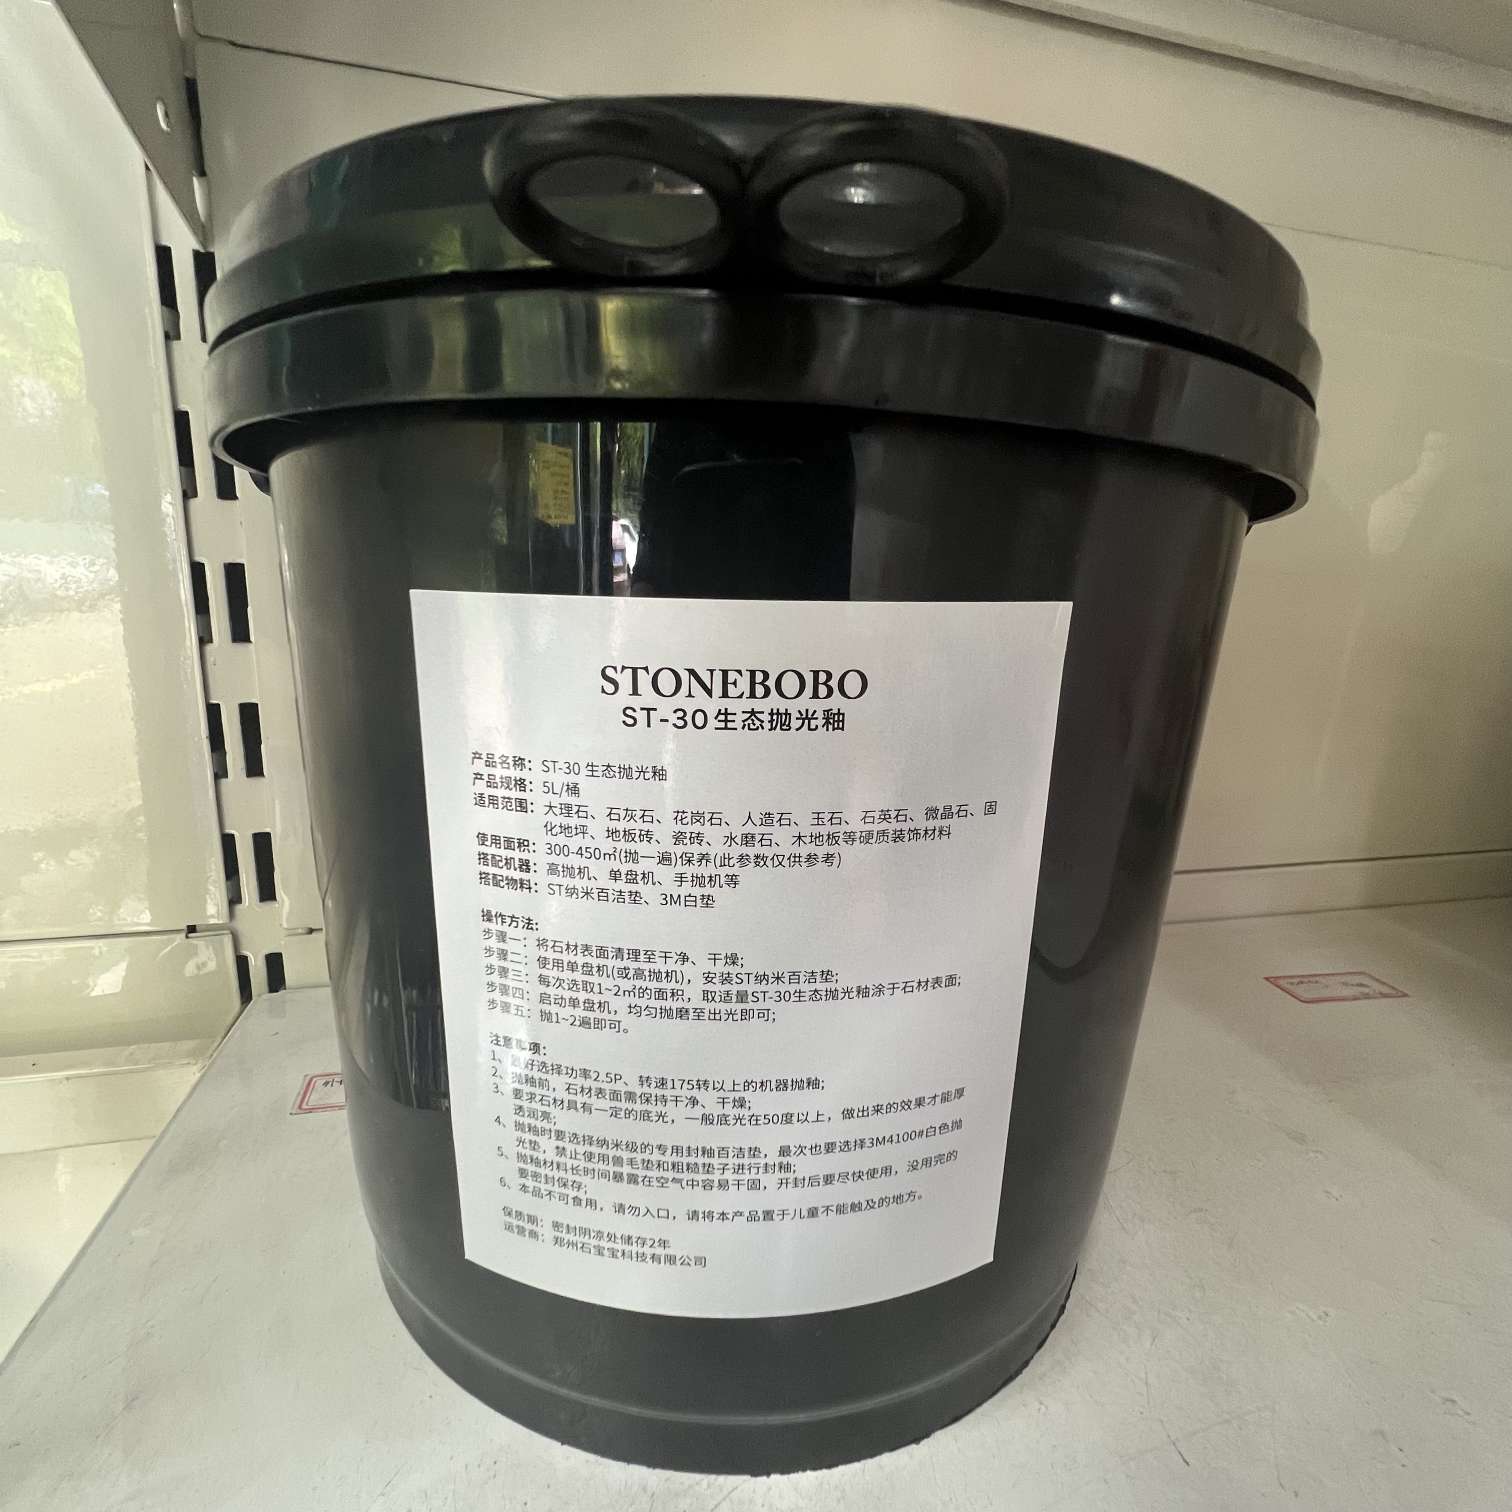 STONEBOBO
ST-30生态抛光釉
产品名称：ST-30 生态抛光釉
产品规格：5L/桶
适用范围：大理石、石灰石、花岗石、人造石、玉石、石英石、微晶石、固
化地坪、地板砖、瓷砖、水磨石、木地板等硬质装饰材料
使用面积：300-450㎡(抛一遍)保养(此参数仅供参考)
搭配机器：高抛机、单盘机、手抛机等
搭配物料：ST纳米百洁垫、3M白垫
操作方法：
步骤一：将石材表面清理至干净、干燥；
步骤二：使用单盘机(或高抛机)，安装ST纳米百洁垫；
步骤三：每次选取1~2㎡的面积，取适量ST-30生态抛光釉涂于石材表面；
步骤四：启动单盘机，均匀抛磨至出光即可；
步骤五：抛1~2遍即可。
注意事项：
1、最好选择功率2.5P、转速175转以上的机器抛釉；
2、抛釉前，石材表面需保持干净、干燥；
3、要求石材具有一定的底光，一般底光在50度以上，做出来的效果才能厚
透润亮；
4、抛釉时要选择纳米级的专用封釉百洁垫，最次也要选择3M4100#白色抛
光垫，禁止使用兽毛垫和粗糙垫子进行封釉；
5、抛釉材料长时间暴露在空气中容易干固，开封后要尽快使用，没用完的
要密封保存；
6、本品不可食用，请勿入口，请将本产品置于儿童不能触及的地方。
保质期：密封阴凉处储存2年
运营商：郑州石宝宝科技有限公司